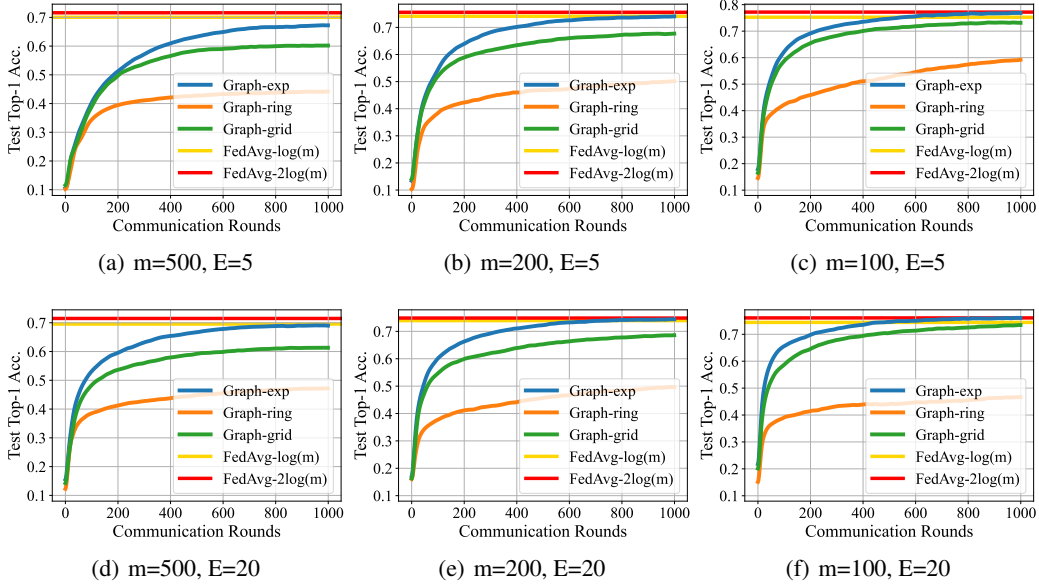 0.7
0.6
0.5
0.4
0.3
0.2
0.1
Test Top-1 Acc.
Graph-exp
Graph-ring
Graph-grid
FedAvg-log(m)
FedAvg-2log(m)
0 200 400 600 800 1000
Communication Rounds
(a) m=500, E=5
0.7
0.6
0.5
0.4
0.3
0.2
0.1
Test Top-1 Acc.
Graph-exp
Graph-ring
Graph-grid
FedAvg-log(m)
FedAvg-2log(m)
0 200 400 600 800 1000
Communication Rounds
(b) m=200, E=5
0.8
0.7
0.6
0.5
0.4
0.3
0.2
0.1
Test Top-1 Acc.
Graph-exp
Graph-ring
Graph-grid
FedAvg-log(m)
FedAvg-2log(m)
0 200 400 600 800 1000
Communication Rounds
(c) m=100, E=5
0.7
0.6
0.5
0.4
0.3
0.2
0.1
Test Top-1 Acc.
Graph-exp
Graph-ring
Graph-grid
FedAvg-log(m)
FedAvg-2log(m)
0 200 400 600 800 1000
Communication Rounds
(d) m=500, E=20
0.7
0.6
0.5
0.4
0.3
0.2
0.1
Test Top-1 Acc.
Graph-exp
Graph-ring
Graph-grid
FedAvg-log(m)
FedAvg-2log(m)
0 200 400 600 800 1000
Communication Rounds
(e) m=200, E=20
0.7
0.6
0.5
0.4
0.3
0.2
0.1
Test Top-1 Acc.
Graph-exp
Graph-ring
Graph-grid
FedAvg-log(m)
FedAvg-2log(m)
0 200 400 600 800 1000
Communication Rounds
(f) m=100, E=20